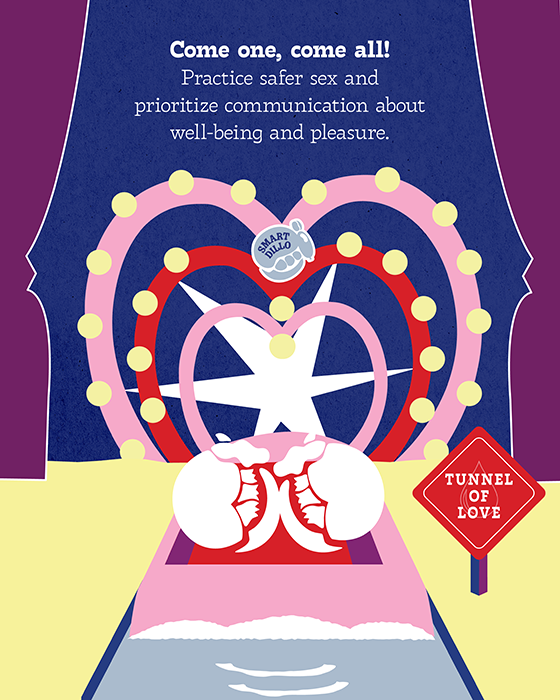 Come one, come all!
Practice safer sex and
prioritize communication about
well-being and pleasure.
SMART
DILLO
TUNNEL
OF
LOVE